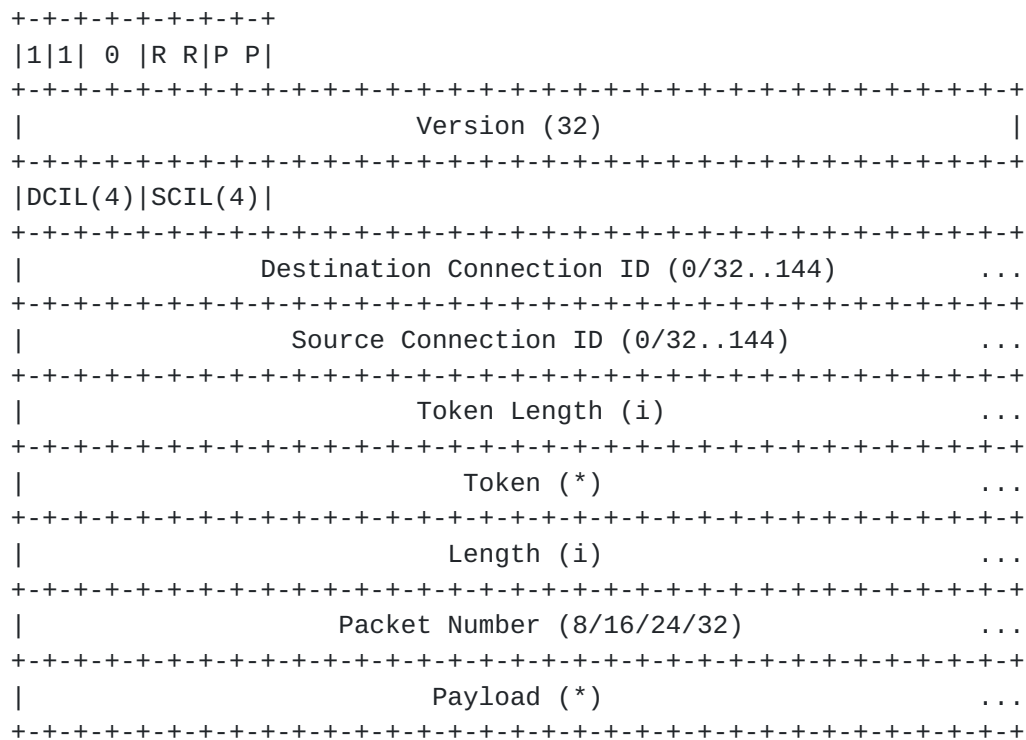 +-+-+-+-+-+-+-+-+
|1|1| 0 |R R|P P|
+-+-+-+-+-+-+-+-+-+-+-+-+-+-+-+-+-+-+-+-+-+-+-+-+-+-+-+-+-+-+-+-+
|                         Version (32)                          |
+-+-+-+-+-+-+-+-+-+-+-+-+-+-+-+-+-+-+-+-+-+-+-+-+-+-+-+-+-+-+-+-+
|DCIL(4)|SCIL(4)|
+-+-+-+-+-+-+-+-+-+-+-+-+-+-+-+-+-+-+-+-+-+-+-+-+-+-+-+-+-+-+-+-+
|               Destination Connection ID (0/32..144)         ...
+-+-+-+-+-+-+-+-+-+-+-+-+-+-+-+-+-+-+-+-+-+-+-+-+-+-+-+-+-+-+-+-+
|                 Source Connection ID (0/32..144)            ...
+-+-+-+-+-+-+-+-+-+-+-+-+-+-+-+-+-+-+-+-+-+-+-+-+-+-+-+-+-+-+-+-+
|                         Token Length (i)                    ...
+-+-+-+-+-+-+-+-+-+-+-+-+-+-+-+-+-+-+-+-+-+-+-+-+-+-+-+-+-+-+-+-+
|                            Token (*)                        ...
+-+-+-+-+-+-+-+-+-+-+-+-+-+-+-+-+-+-+-+-+-+-+-+-+-+-+-+-+-+-+-+-+
|                           Length (i)                        ...
+-+-+-+-+-+-+-+-+-+-+-+-+-+-+-+-+-+-+-+-+-+-+-+-+-+-+-+-+-+-+-+-+
|                    Packet Number (8/16/24/32)               ...
+-+-+-+-+-+-+-+-+-+-+-+-+-+-+-+-+-+-+-+-+-+-+-+-+-+-+-+-+-+-+-+-+
|                          Payload (*)                        ...
+-+-+-+-+-+-+-+-+-+-+-+-+-+-+-+-+-+-+-+-+-+-+-+-+-+-+-+-+-+-+-+-+